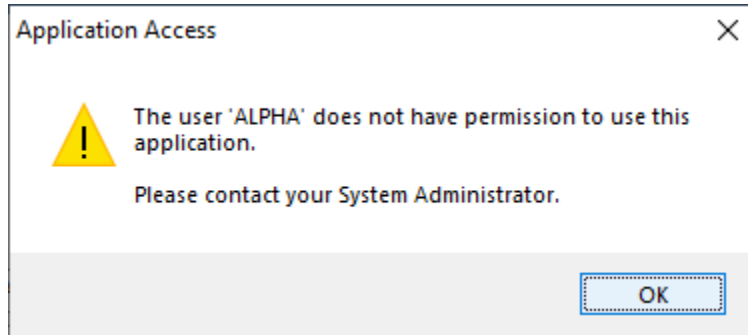 Application Access
The user 'ALPHA' does not have permission to use this
application.
Please contact your System Administrator.
OK